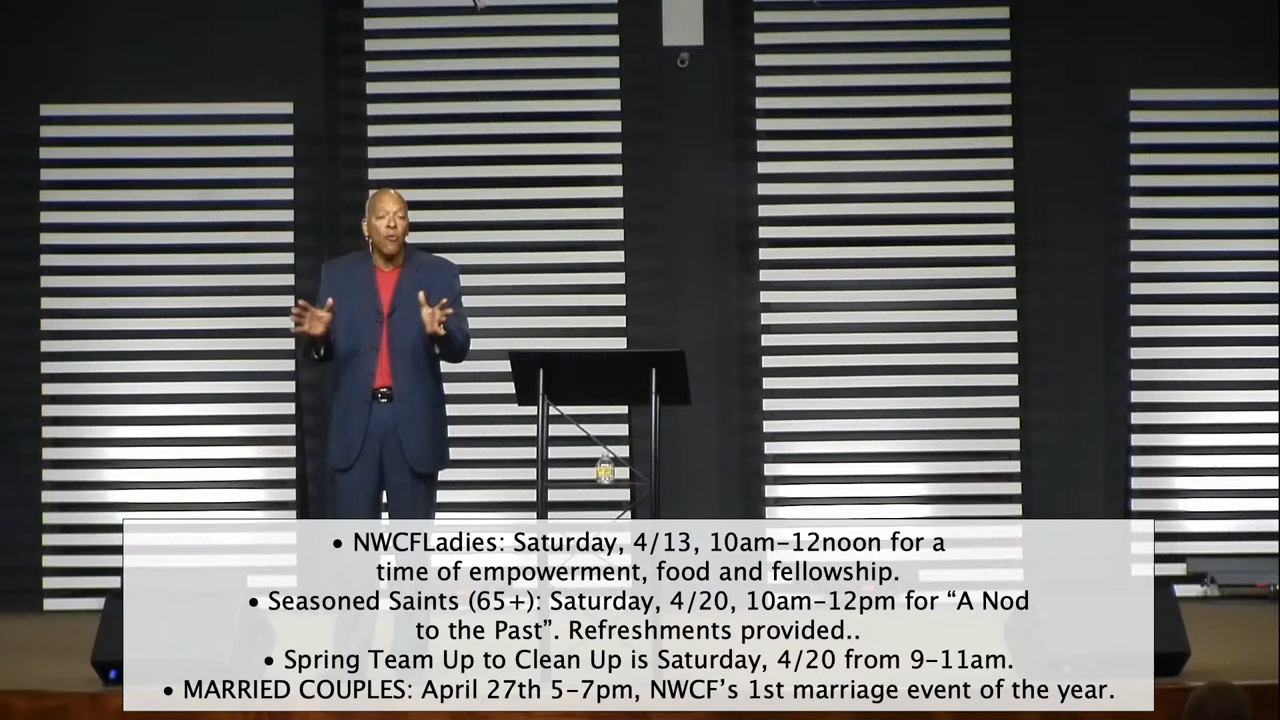 • NWCFLadies: Saturday, 4/13, 10am-12noon for a
time of empowerment, food and fellowship.
• Seasoned Saints (65+): Saturday, 4/20, 10am-12pm for “A Nod
to the Past”. Refreshments provided..
• Spring Team Up to Clean Up is Saturday, 4/20 from 9-11am.
• MARRIED COUPLES: April 27th 5-7pm, NWCF’s 1st marriage event of the year.